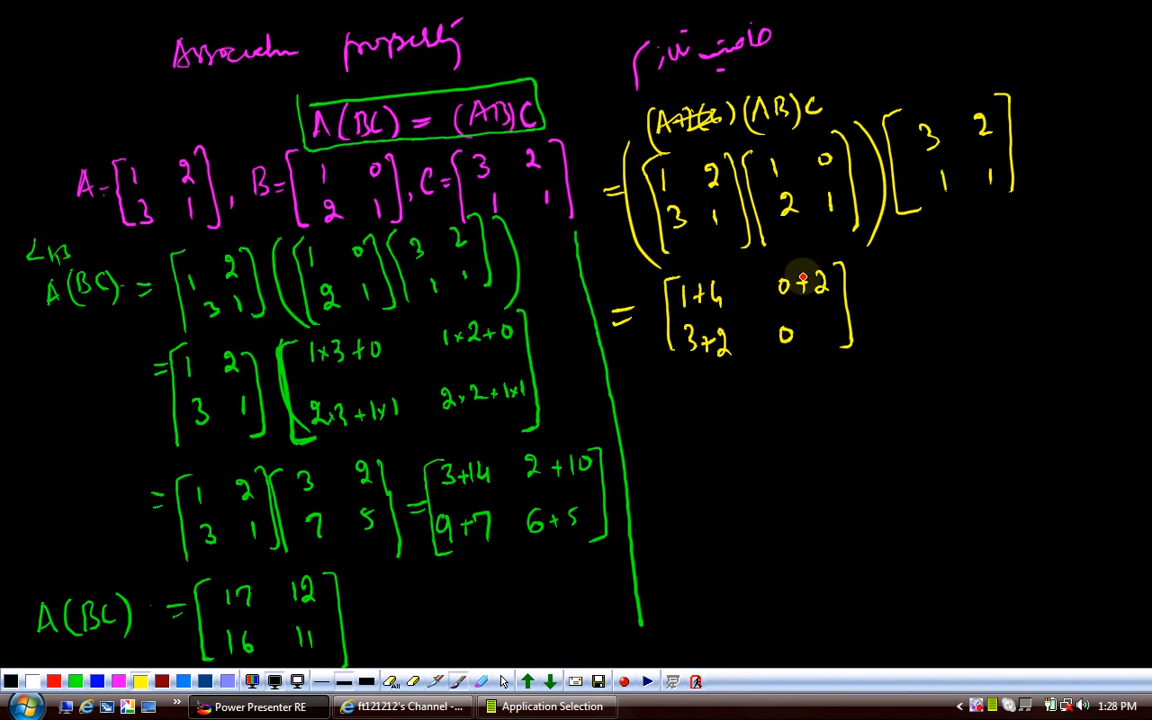 Associative property
خاصیت تلازم
A(BC) = (AB)C
A = [1 2; 3 1], B = [1 0; 2 1], C = [3 2; 1 1]
LHS
A(BC) = [1 2; 3 1] ([1 0; 2 1] [3 2; 1 1])
= [1 2; 3 1] [1×3+0 1×2+0; 2×3+1×1 2×2+1×1]
= [1 2; 3 1] [3 2; 7 5] = [3+14 2+10; 9+7 6+5]
A(BC) = [17 12; 16 11]
(AB)C
= ([1 2; 3 1] [1 0; 2 1]) [3 2; 1 1]
= [1+4 0+2; 3+2 0]
Power Presenter RE
ft121212's Channel -...
Application Selection
1:28 PM